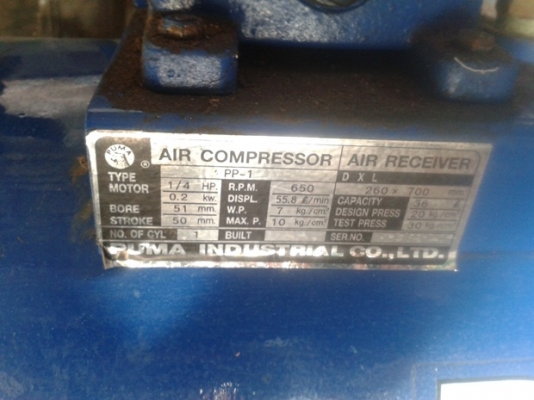 PUMA ® AIR COMPRESSOR AIR RECEIVER
TYPE PP-1 D X L
MOTOR 1/4 HP. R.P.M. 650 260 × 700 mm
0.2 kw. DISPL. 55.8 ℓ/min CAPACITY 36 ℓ
BORE 51 mm. W.P. 7 kg/cm² DESIGN PRESS 20 kg
STROKE 50 mm. MAX. P. 10 kg/cm² TEST PRESS 30
NO. OF CYL 1 BUILT SER.NO.
PUMA INDUSTRIAL CO.,LTD.